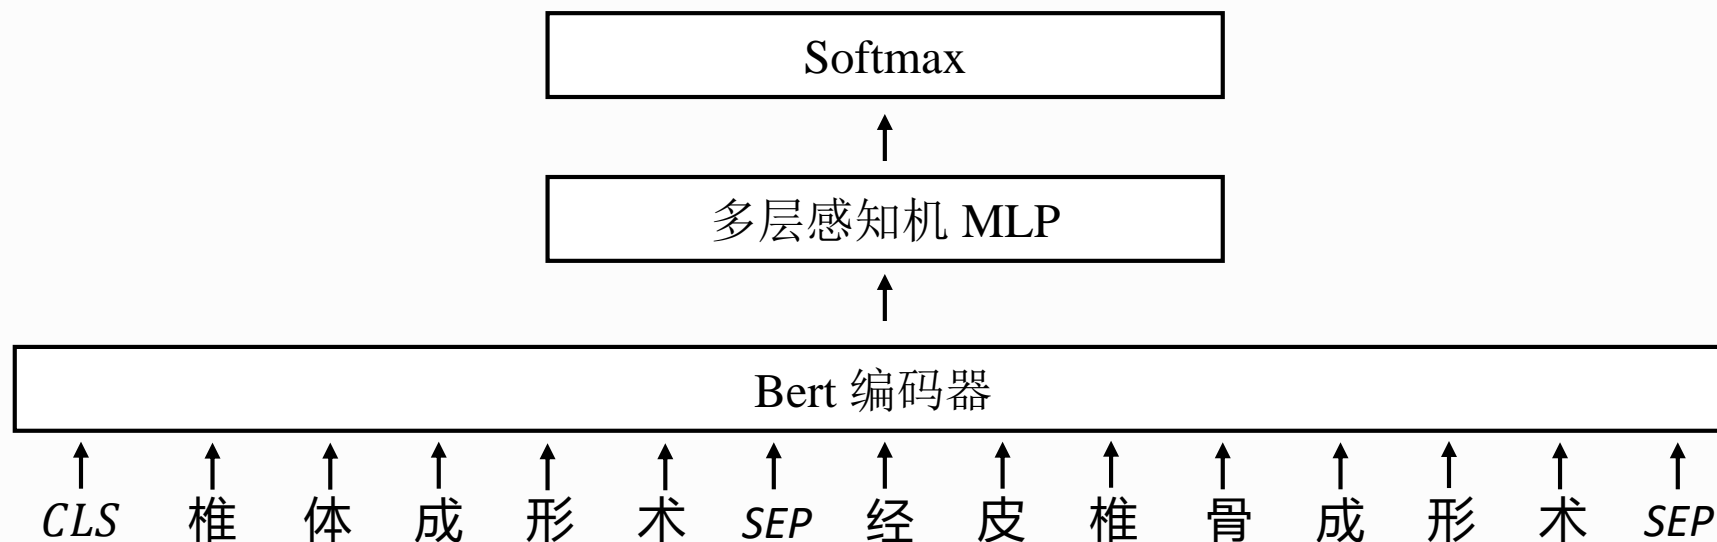 Softmax
多层感知机 MLP
Bert 编码器
CLS 椎 体 成 形 术 SEP 经 皮 椎 骨 成 形 术 SEP